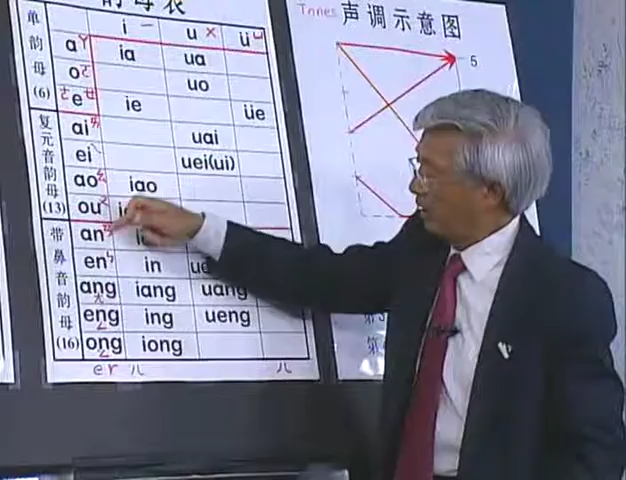 韵母表
i 一 u ㄨ ü ㄩ
单韵母(6)
a ㄚ ia ua
o ㄛ uo
e ㄜ ㄝ ie üe
复元音韵母(13)
ai ㄞ uai
ei uei(ui)
ao ㄠ iao
ou ㄡ
带鼻音韵母(16)
an ㄢ
en ㄣ in
ang ㄤ iang uang
eng ㄥ ing ueng
ong ㄥ iong
er ㄦ ㄦ
Tones 声调示意图
5